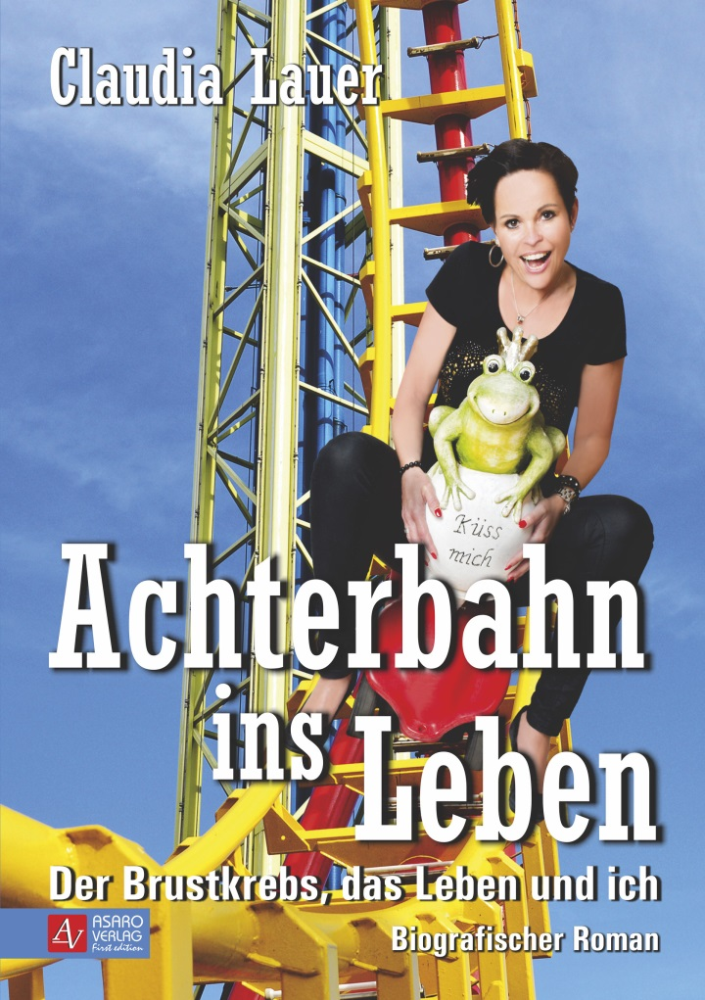 Claudia Lauer
Küss
mich
Achterbahn
ins
Leben
Der Brustkrebs, das Leben und ich
AV
ASARO
VERLAG
First edition
Biografischer Roman